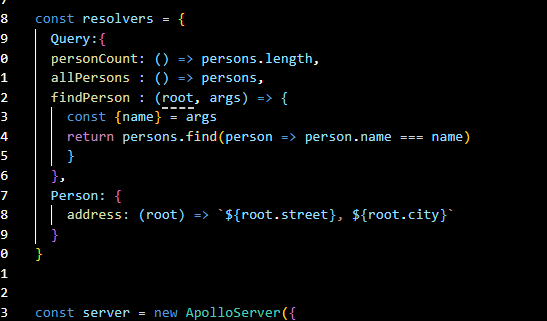 8 const resolvers = {
9 Query:{
0 personCount: () => persons.length,
1 allPersons : () => persons,
2 findPerson : (root, args) => {
3 const {name} = args
4 return persons.find(person => person.name === name)
5 }
6 },
7 Person: {
8 address: (root) => `${root.street}, ${root.city}`
9 }
0 }
1
2
3 const server = new ApolloServer({